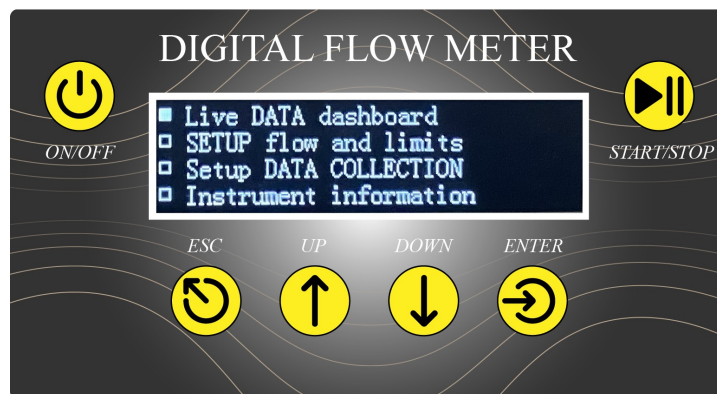 DIGITAL FLOW METER
ON/OFF
Live DATA dashboard
SETUP flow and limits
Setup DATA COLLECTION
Instrument information
START/STOP
ESC UP DOWN ENTER